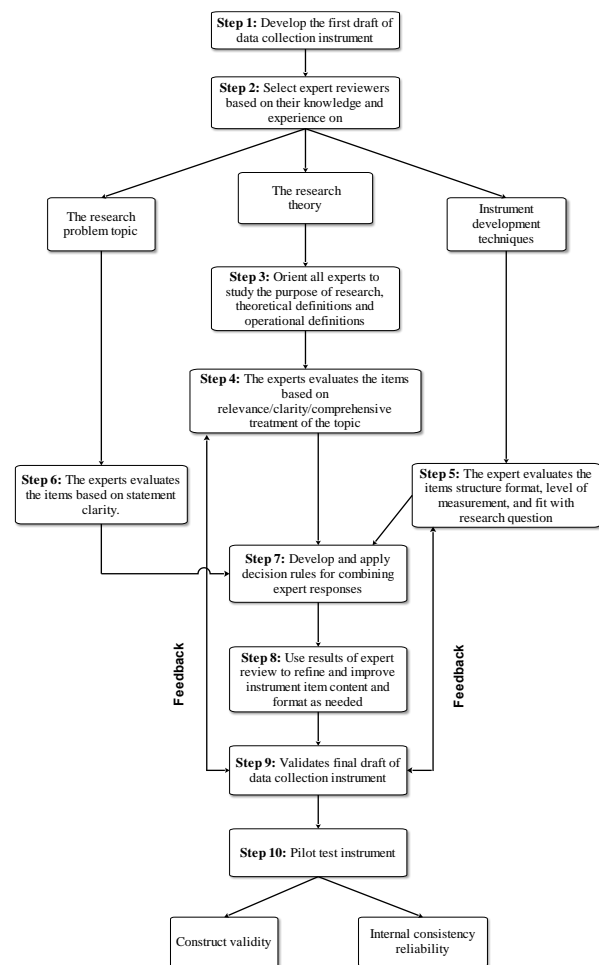 Step 1: Develop the first draft of
data collection instrument
Step 2: Select expert reviewers
based on their knowledge and
experience on
The research
problem topic
The research
theory
Instrument
development
techniques
Step 3: Orient all experts to
study the purpose of research,
theoretical definitions and
operational definitions
Step 4: The experts evaluates the items
based on
relevance/clarity/comprehensive
treatment of the topic
Step 6: The experts evaluates
the items based on statement
clarity.
Step 5: The expert evaluates the
items structure format, level of
measurement, and fit with
research question
Step 7: Develop and apply
decision rules for combining
expert responses
Feedback
Step 8: Use results of expert
review to refine and improve
instrument item content and
format as needed
Feedback
Step 9: Validates final draft of
data collection instrument
Step 10: Pilot test instrument
Construct validity
Internal consistency
reliability